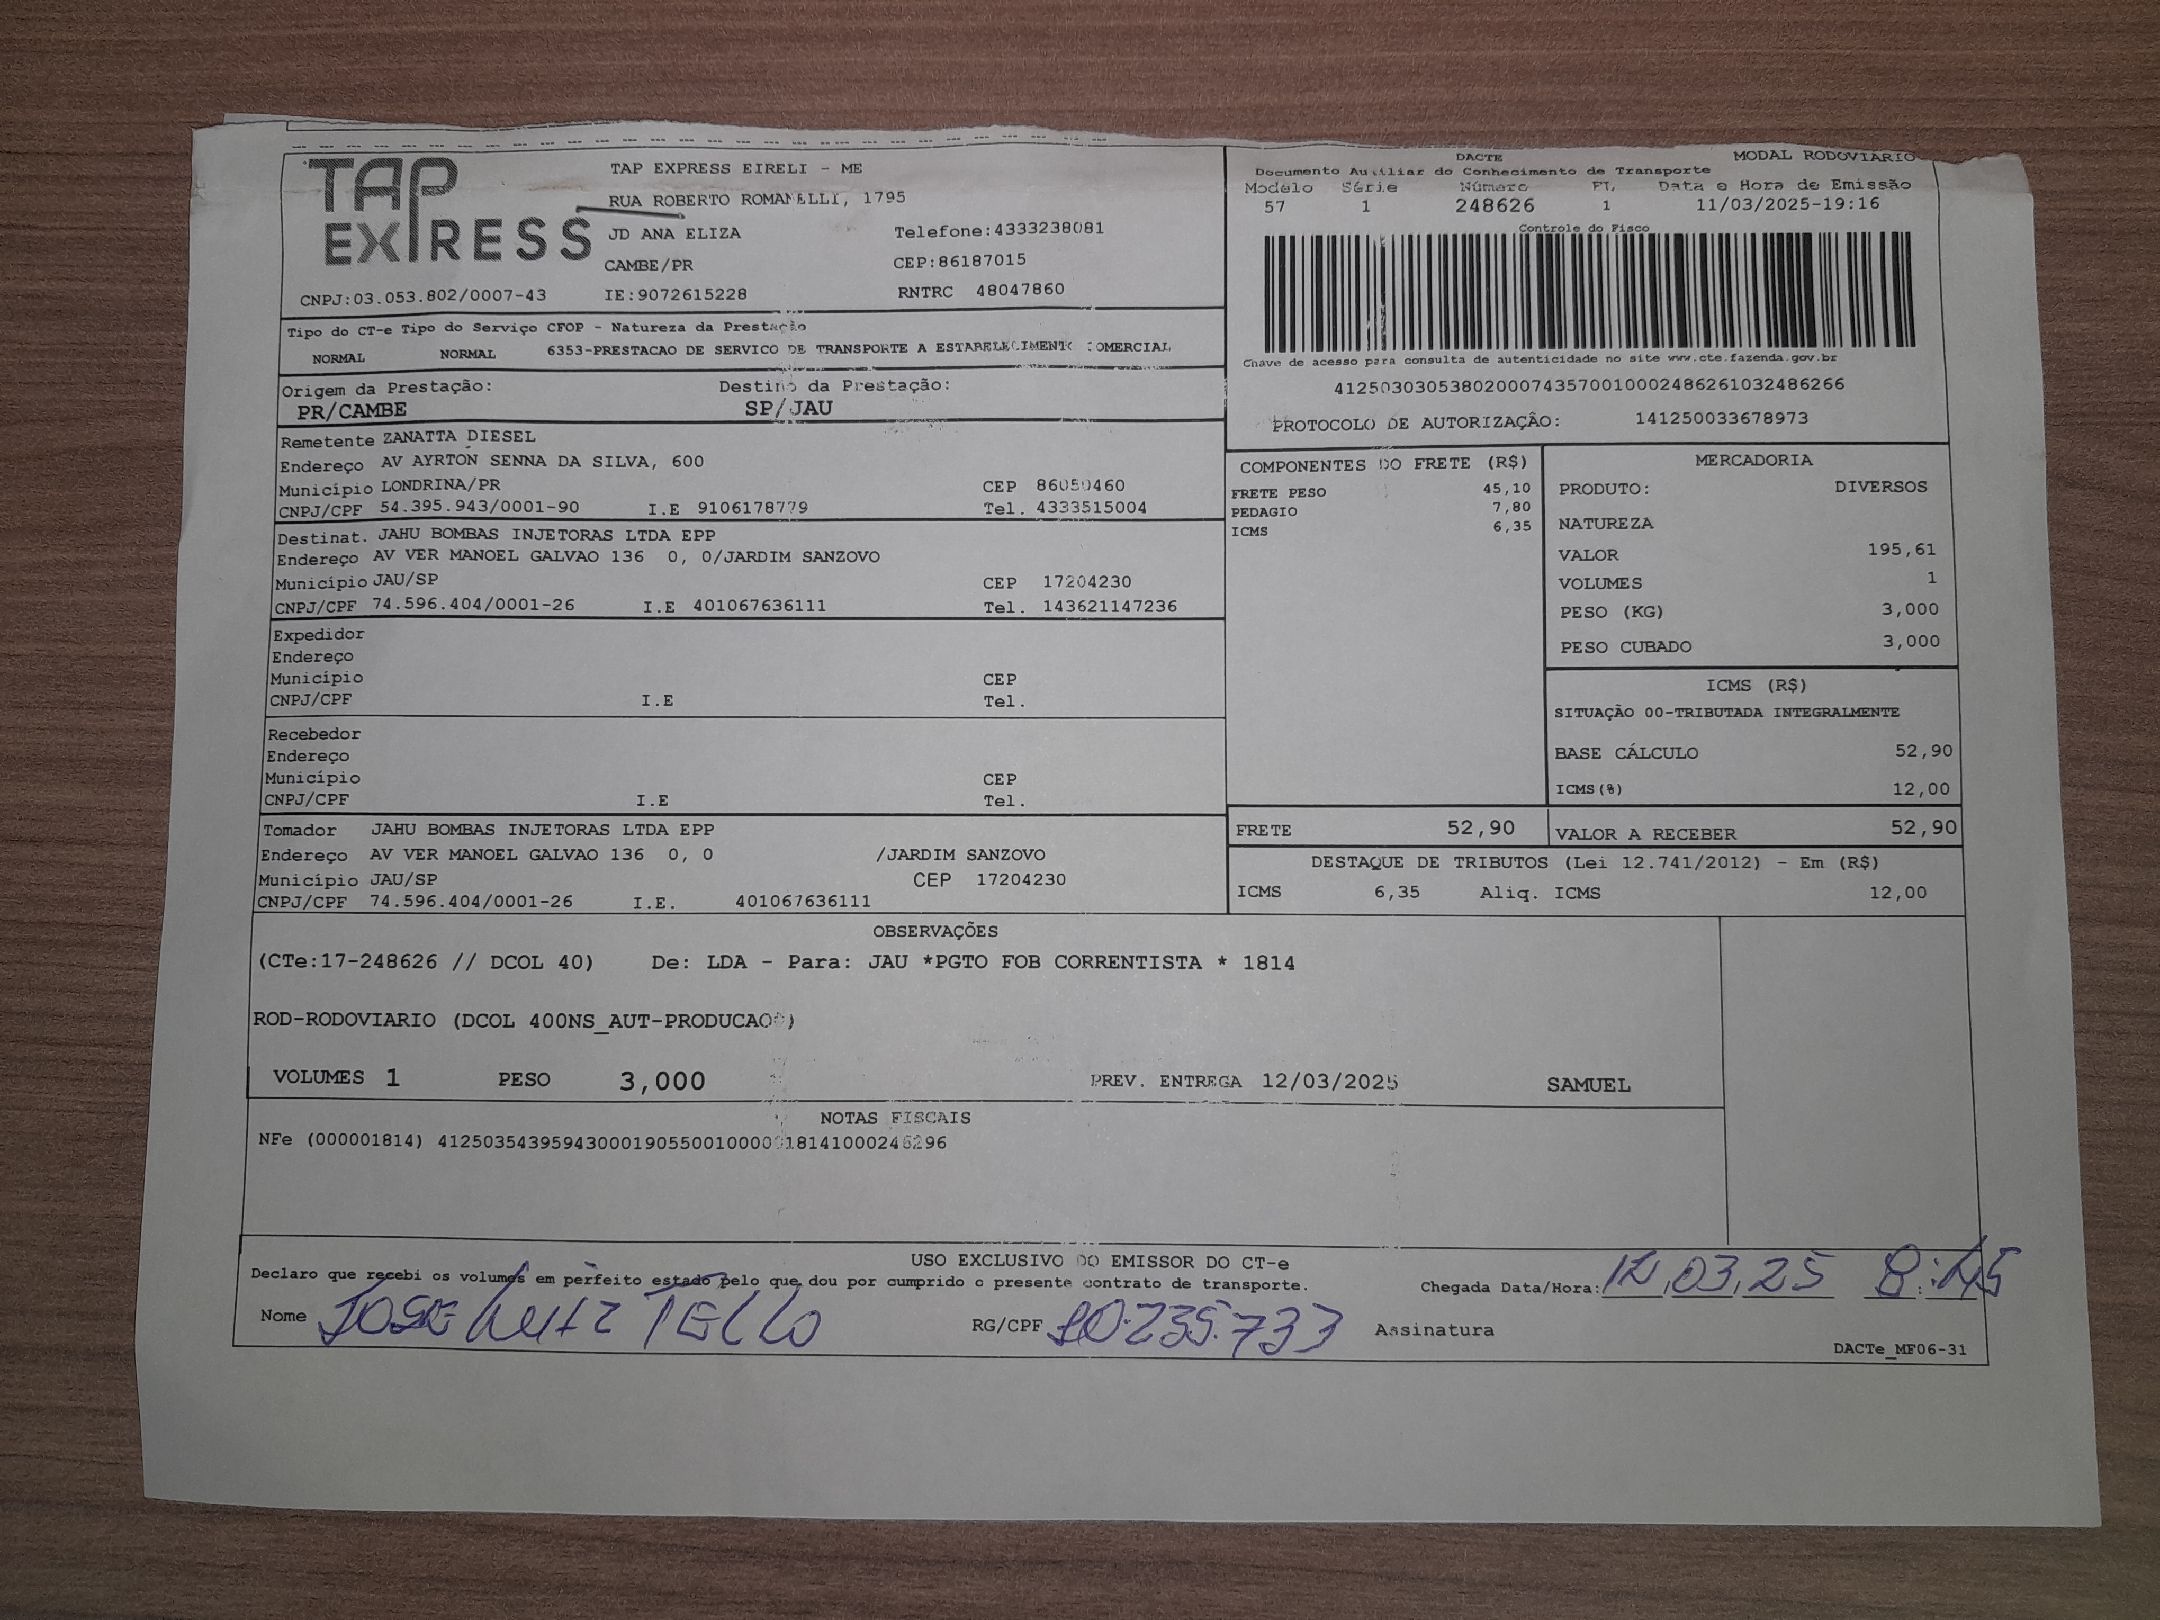 TAP EXPRESS
TAP EXPRESS EIRELI - ME
RUA ROBERTO ROMANELLI, 1795
JD ANA ELIZA Telefone:4333238081
CAMBE/PR CEP:86187015
CNPJ:03.053.802/0007-43 IE:9072615228 RNTRC 48047860
DACTE MODAL RODOVIARIO
Documento Auxiliar do Conhecimento de Transporte
Modelo Série Número FL Data e Hora de Emissão
57 1 248626 1 11/03/2025-19:16
Controle do Fisco
Chave de acesso para consulta de autenticidade no site www.cte.fazenda.gov.br
41250303053802000743570010002486261032486266
PROTOCOLO DE AUTORIZAÇÃO: 141250033678973
Tipo do CT-e Tipo do Serviço CFOP - Natureza da Prestação
NORMAL NORMAL 6353-PRESTACAO DE SERVICO DE TRANSPORTE A ESTABELECIMENTO COMERCIAL
Origem da Prestação: Destino da Prestação:
PR/CAMBE SP/JAU
Remetente ZANATTA DIESEL
Endereço AV AYRTON SENNA DA SILVA, 600
Município LONDRINA/PR CEP 86050460
CNPJ/CPF 54.395.943/0001-90 I.E 9106178779 Tel. 4333515004
Destinat. JAHU BOMBAS INJETORAS LTDA EPP
Endereço AV VER MANOEL GALVAO 136 0, 0/JARDIM SANZOVO
Município JAU/SP CEP 17204230
CNPJ/CPF 74.596.404/0001-26 I.E 401067636111 Tel. 143621147236
Expedidor
Endereço
Município CEP
CNPJ/CPF I.E Tel.
Recebedor
Endereço
Município CEP
CNPJ/CPF I.E Tel.
Tomador JAHU BOMBAS INJETORAS LTDA EPP
Endereço AV VER MANOEL GALVAO 136 0, 0 /JARDIM SANZOVO
Município JAU/SP CEP 17204230
CNPJ/CPF 74.596.404/0001-26 I.E. 401067636111
COMPONENTES DO FRETE (R$)
FRETE PESO 45,10
PEDAGIO 7,80
ICMS 6,35
MERCADORIA
PRODUTO: DIVERSOS
NATUREZA
VALOR 195,61
VOLUMES 1
PESO (KG) 3,000
PESO CUBADO 3,000
ICMS (R$)
SITUAÇÃO 00-TRIBUTADA INTEGRALMENTE
BASE CÁLCULO 52,90
ICMS(%) 12,00
FRETE 52,90 VALOR A RECEBER 52,90
DESTAQUE DE TRIBUTOS (Lei 12.741/2012) - Em (R$)
ICMS 6,35 Aliq. ICMS 12,00
OBSERVAÇÕES
(CTe:17-248626 // DCOL 40) De: LDA - Para: JAU *PGTO FOB CORRENTISTA * 1814
ROD-RODOVIARIO (DCOL 400NS_AUT-PRODUCAO )
VOLUMES 1 PESO 3,000 PREV. ENTREGA 12/03/2025 SAMUEL
NOTAS FISCAIS
NFe (000001814)
USO EXCLUSIVO DO EMISSOR DO CT-e
Declaro que recebi os volumes em perfeito estado pelo que dou por cumprido o presente contrato de transporte.
Chegada Data/Hora: 12,03,25 8:45
Nome JOSE Luiz TELLO RG/CPF 20.235.733 Assinatura
DACTe_MF06-31